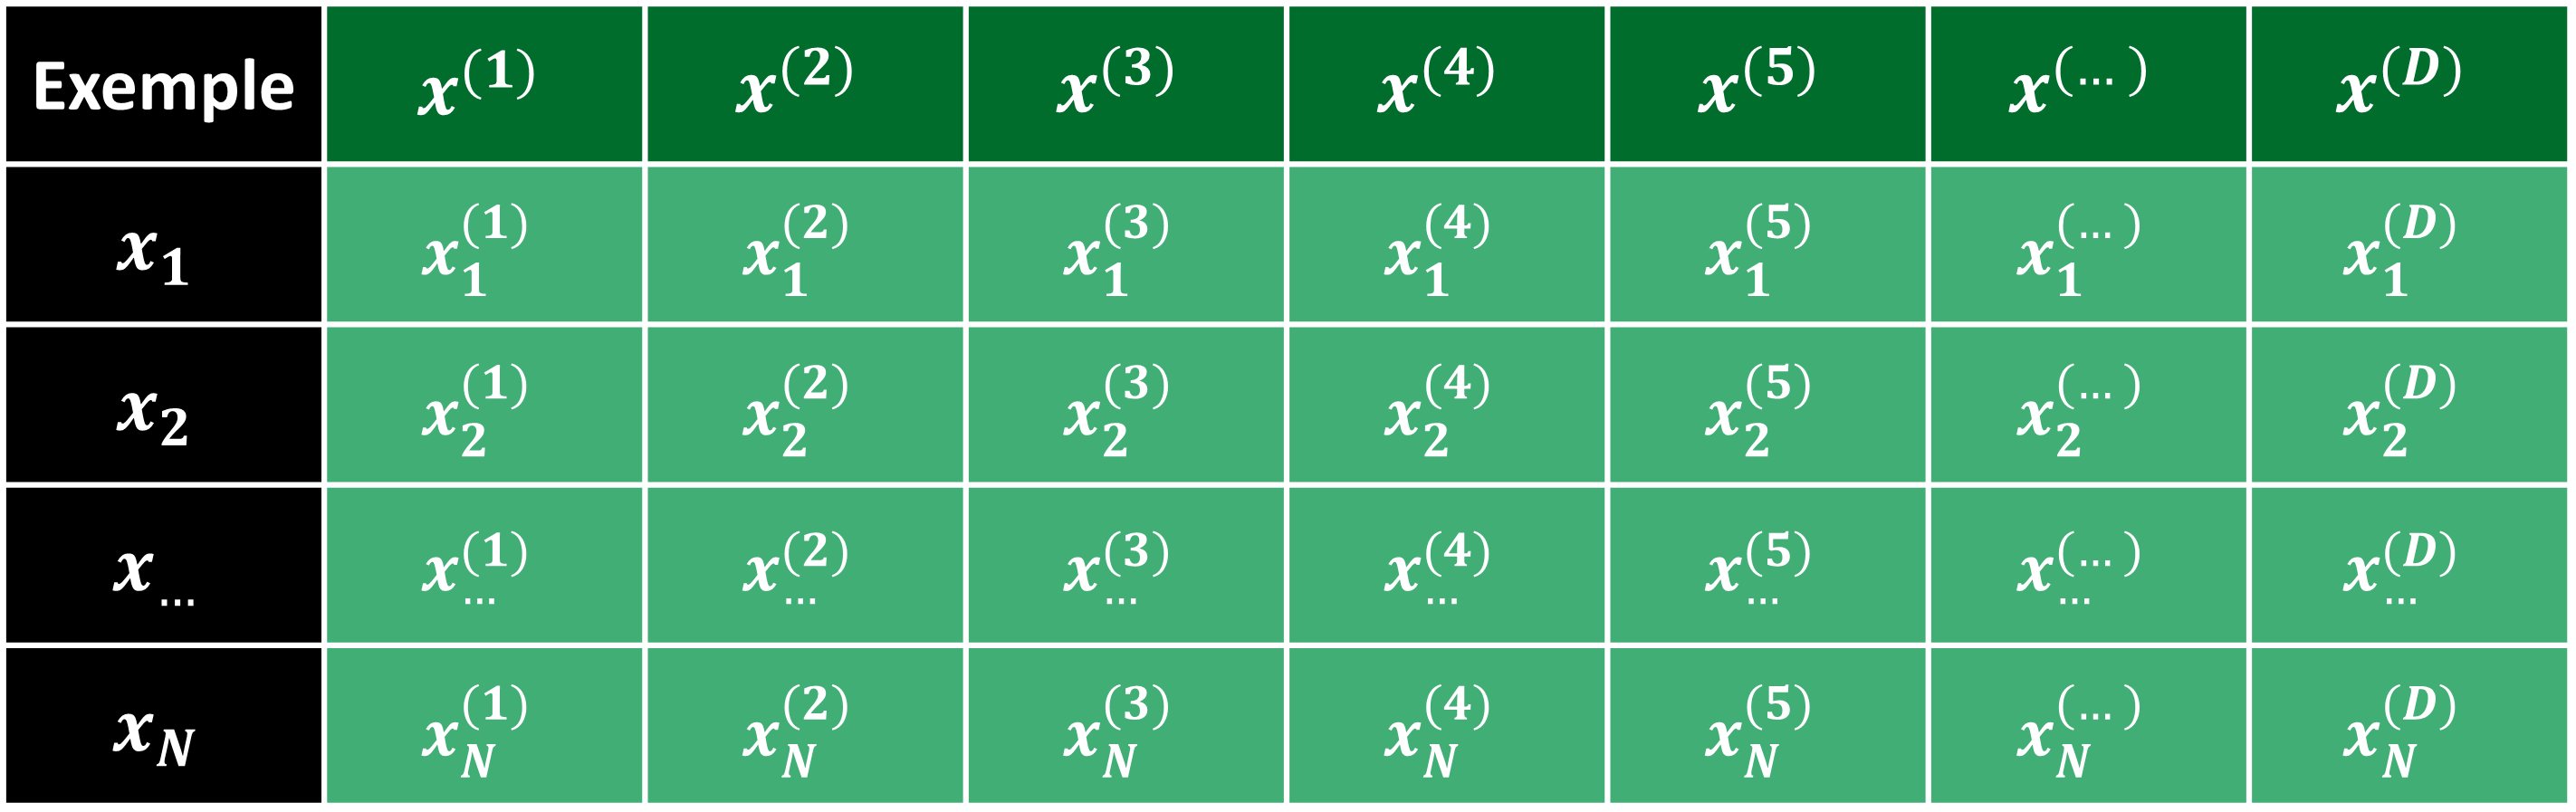 Exemple x^(1) x^(2) x^(3) x^(4) x^(5) x^(…) x^(D)
x_1 x_1^(1) x_1^(2) x_1^(3) x_1^(4) x_1^(5) x_1^(…) x_1^(D)
x_2 x_2^(1) x_2^(2) x_2^(3) x_2^(4) x_2^(5) x_2^(…) x_2^(D)
x_… x_…^(1) x_…^(2) x_…^(3) x_…^(4) x_…^(5) x_…^(…) x_…^(D)
x_N x_N^(1) x_N^(2) x_N^(3) x_N^(4) x_N^(5) x_N^(…) x_N^(D)